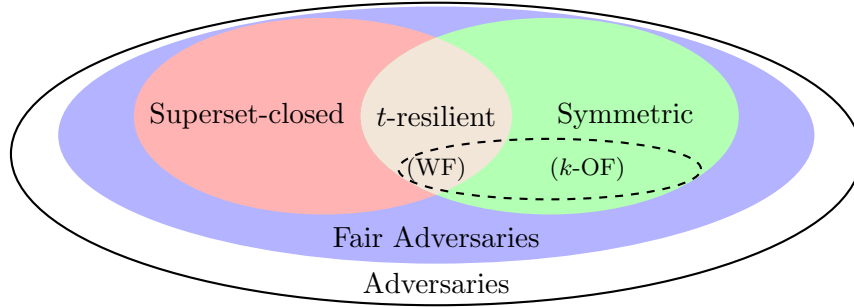 Superset-closed
t-resilient
Symmetric
(WF)
(k-OF)
Fair Adversaries
Adversaries